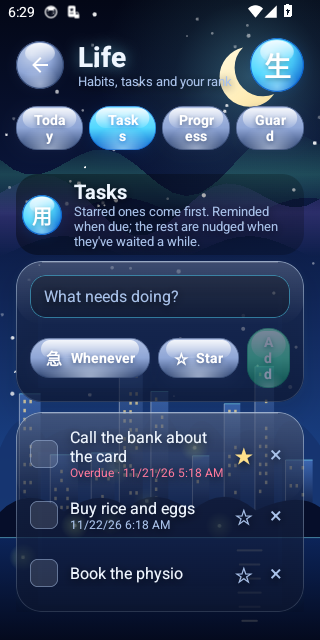 6:29
Life
Habits, tasks and your rank
生
Toda
y
Task
s
Progr
ess
Guar
d
用
Tasks
Starred ones come first. Reminded
when due; the rest are nudged when
they've waited a while.
What needs doing?
急 Whenever
☆ Star
A
d
d
Call the bank about
the card
Overdue · 11/21/26 5:18 AM
★ ×
Buy rice and eggs
11/22/26 6:18 AM
☆ ×
Book the physio
☆ ×